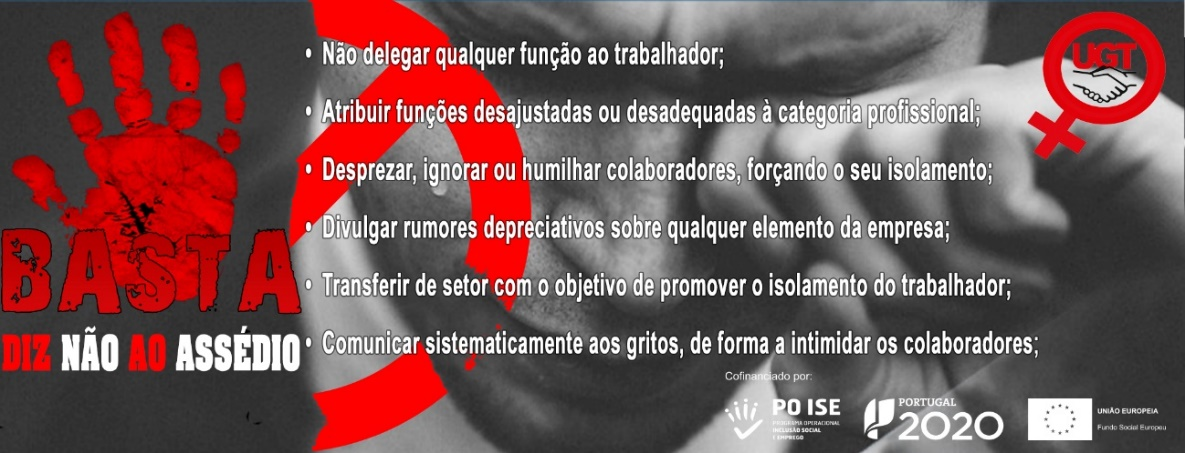 UGT
• Não delegar qualquer função ao trabalhador;
• Atribuir funções desajustadas ou desadequadas à categoria profissional;
• Desprezar, ignorar ou humilhar colaboradores, forçando o seu isolamento;
• Divulgar rumores depreciativos sobre qualquer elemento da empresa;
• Transferir de setor com o objetivo de promover o isolamento do trabalhador;
• Comunicar sistematicamente aos gritos, de forma a intimidar os colaboradores;
BASTA
DIZ NÃO AO ASSÉDIO
Cofinanciado por:
PO ISE
PROGRAMA OPERACIONAL
INCLUSÃO SOCIAL
E EMPREGO
PORTUGAL
2020
UNIÃO EUROPEIA
Fundo Social Europeu